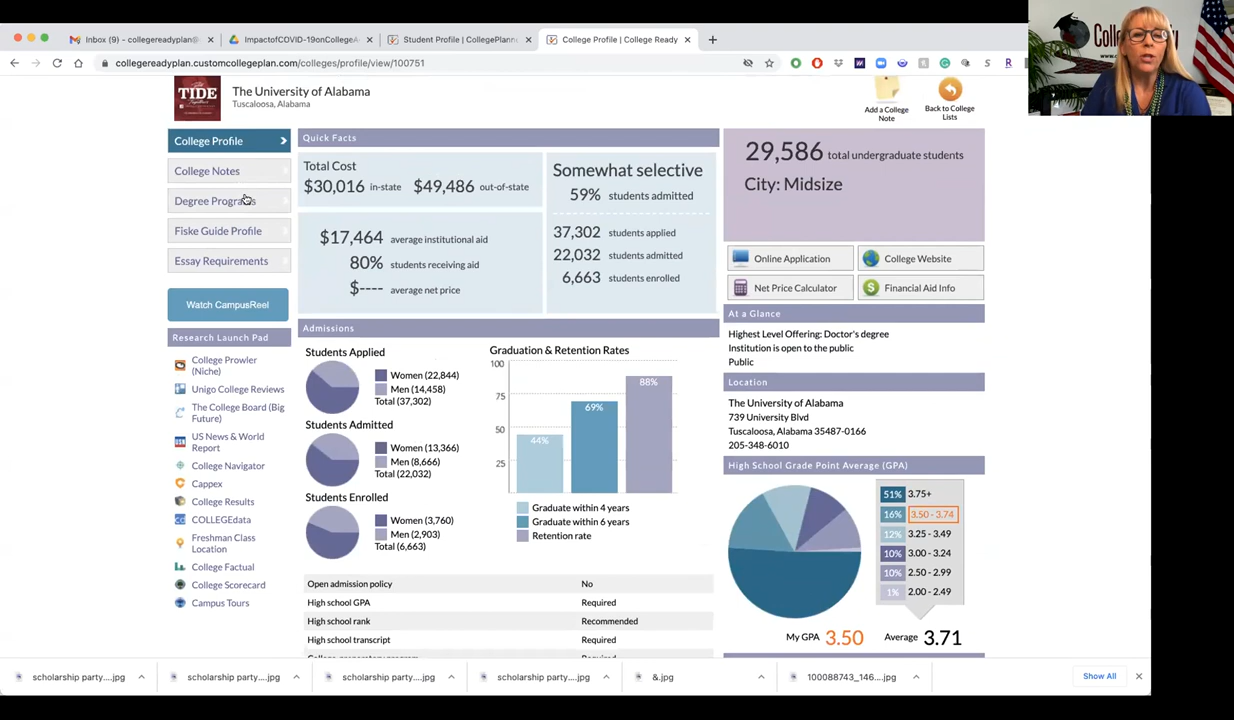 Inbox (9) - collegereadyplan@
ImpactofCOVID-19onCollegeA
Student Profile | CollegePlann
College Profile | College Ready
collegereadyplan.customcollegeplan.com/colleges/profile/view/100751
TIDE
The University of Alabama
Tuscaloosa, Alabama
Add a College
Note
Back to College
Lists
College Profile
College Notes
Degree Programs
Fiske Guide Profile
Essay Requirements
Watch CampusReel
Research Launch Pad
College Prowler
(Niche)
Unigo College Reviews
The College Board (Big
Future)
US News & World
Report
College Navigator
Cappex
College Results
COLLEGEdata
Freshman Class
Location
College Factual
College Scorecard
Campus Tours
Quick Facts
Total Cost
$30,016 in-state $49,486 out-of-state
$17,464 average institutional aid
80% students receiving aid
$---- average net price
Somewhat selective
59% students admitted
37,302 students applied
22,032 students admitted
6,663 students enrolled
Admissions
Students Applied
Women (22,844)
Men (14,458)
Total (37,302)
Students Admitted
Women (13,366)
Men (8,666)
Total (22,032)
Students Enrolled
Women (3,760)
Men (2,903)
Total (6,663)
Graduation & Retention Rates
100
75
50
25
44%
69%
88%
Graduate within 4 years
Graduate within 6 years
Retention rate
Open admission policy No
High school GPA Required
High school rank Recommended
High school transcript Required
29,586 total undergraduate students
City: Midsize
Online Application
College Website
Net Price Calculator
Financial Aid Info
At a Glance
Highest Level Offering: Doctor's degree
Institution is open to the public
Public
Location
The University of Alabama
739 University Blvd
Tuscaloosa, Alabama 35487-0166
205-348-6010
High School Grade Point Average (GPA)
51% 3.75+
16% 3.50 - 3.74
12% 3.25 - 3.49
10% 3.00 - 3.24
10% 2.50 - 2.99
1% 2.00 - 2.49
My GPA 3.50 Average 3.71
scholarship party....jpg
scholarship party....jpg
scholarship party....jpg
scholarship party....jpg
&.jpg
100088743_146....jpg
Show All